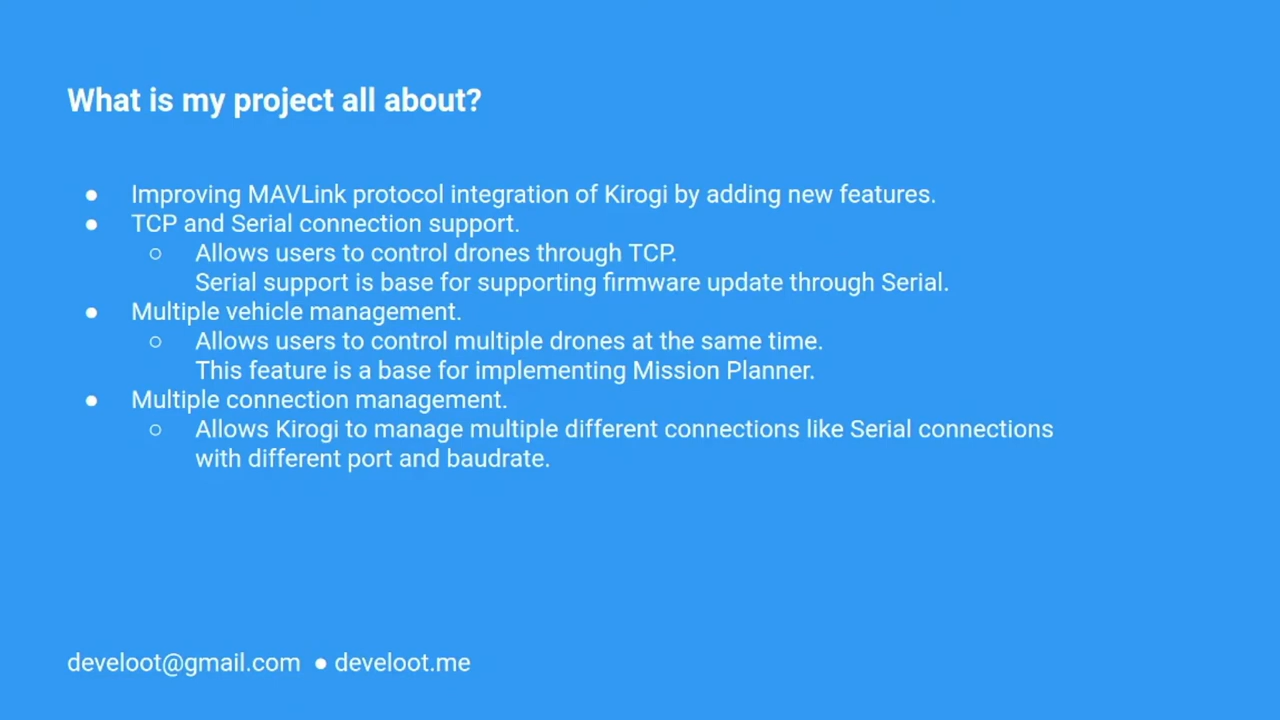 What is my project all about?
● Improving MAVLink protocol integration of Kirogi by adding new features.
● TCP and Serial connection support.
○ Allows users to control drones through TCP.
Serial support is base for supporting firmware update through Serial.
● Multiple vehicle management.
○ Allows users to control multiple drones at the same time.
This feature is a base for implementing Mission Planner.
● Multiple connection management.
○ Allows Kirogi to manage multiple different connections like Serial connections
with different port and baudrate.
develoot@gmail.com ● develoot.me